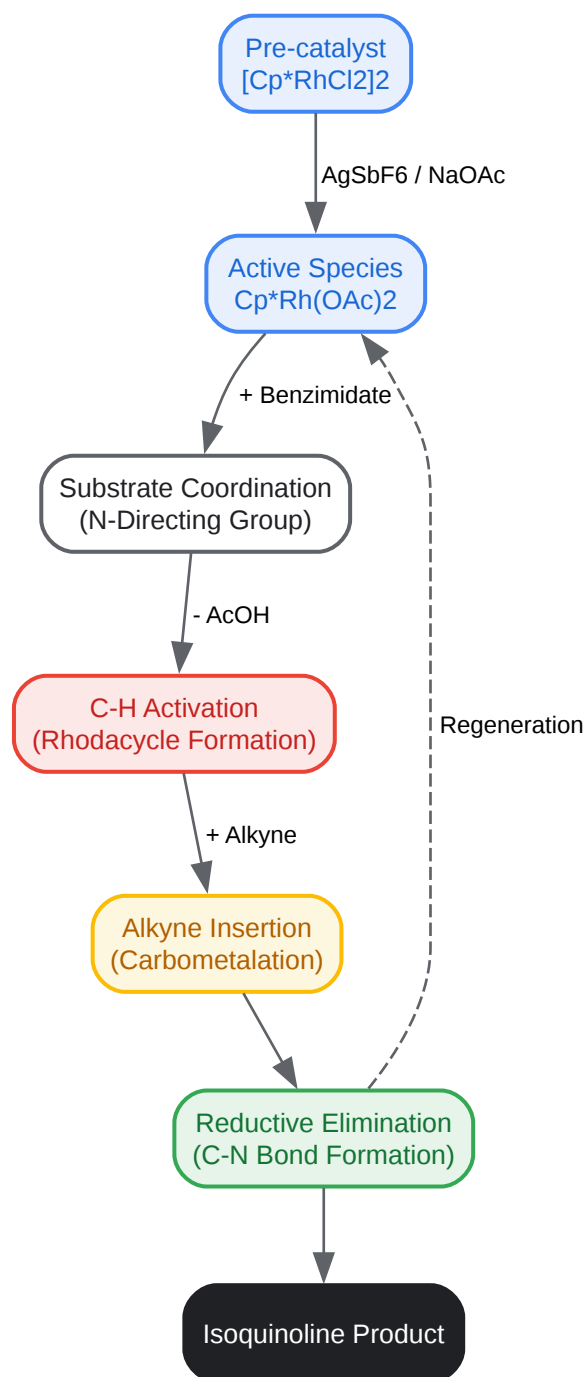 Pre-catalyst
[Cp*RhCl2]2
AgSbF6 / NaOAc
Active Species
Cp*Rh(OAc)2
+ Benzimidate
Substrate Coordination
(N-Directing Group)
- AcOH
C-H Activation
(Rhodacycle Formation)
Regeneration
+ Alkyne
Alkyne Insertion
(Carbometalation)
Reductive Elimination
(C-N Bond Formation)
Isoquinoline Product